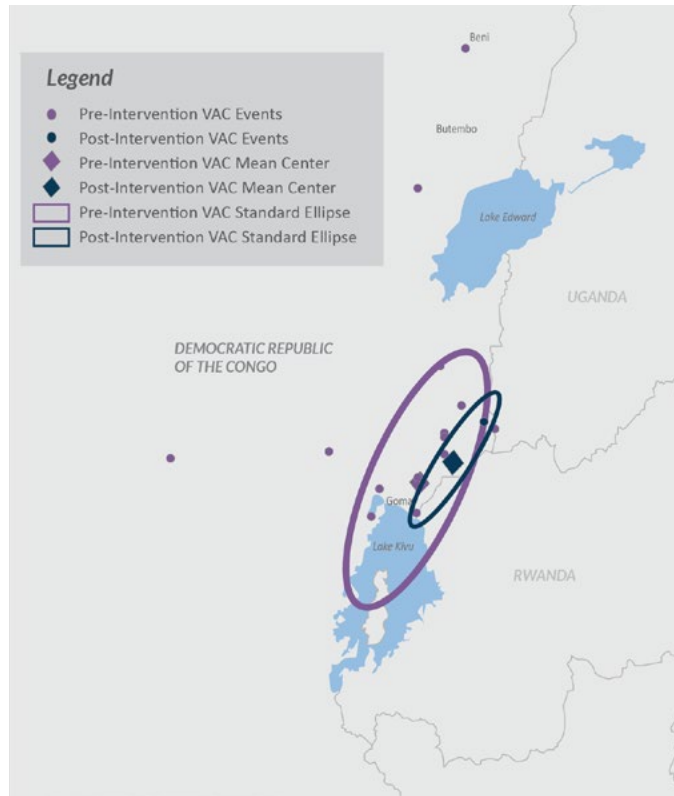 Beni
Legend
Pre-Intervention VAC Events
Post-Intervention VAC Events
Pre-Intervention VAC Mean Center
Post-Intervention VAC Mean Center
Pre-Intervention VAC Standard Ellipse
Post-Intervention VAC Standard Ellipse
Butembo
Lake Edward
UGANDA
DEMOCRATIC REPUBLIC
OF THE CONGO
Goma
Lake Kivu
RWANDA